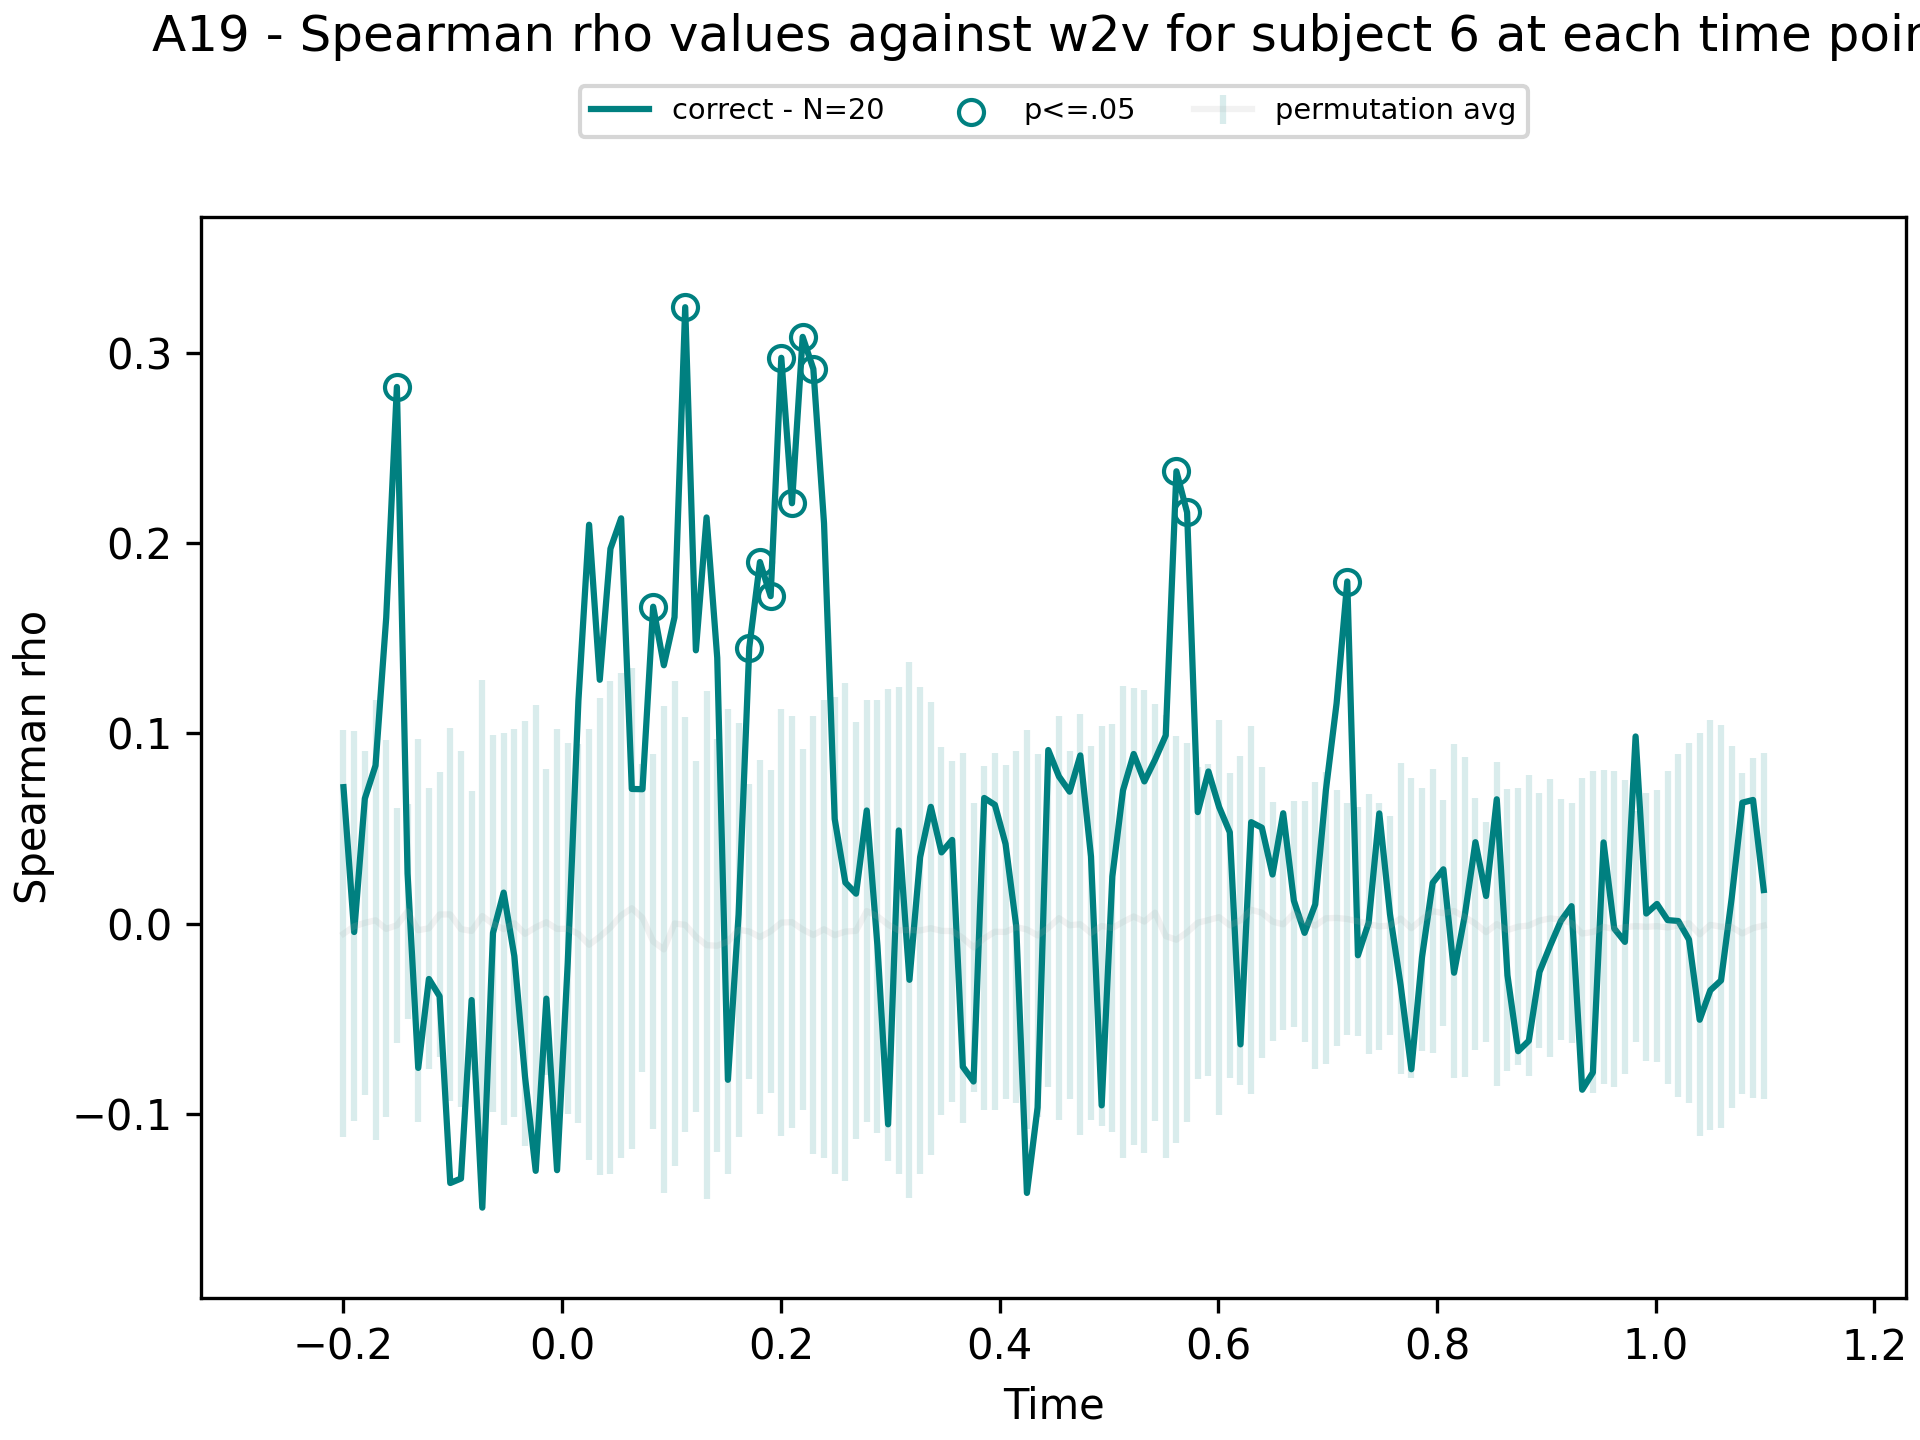 A19 - Spearman rho values against w2v for subject 6 at each time poin
correct - N=20 p<=.05 permutation avg
0.3
0.2
0.1
0.0
−0.1
Spearman rho
−0.2 0.0 0.2 0.4 0.6 0.8 1.0 1.2
Time